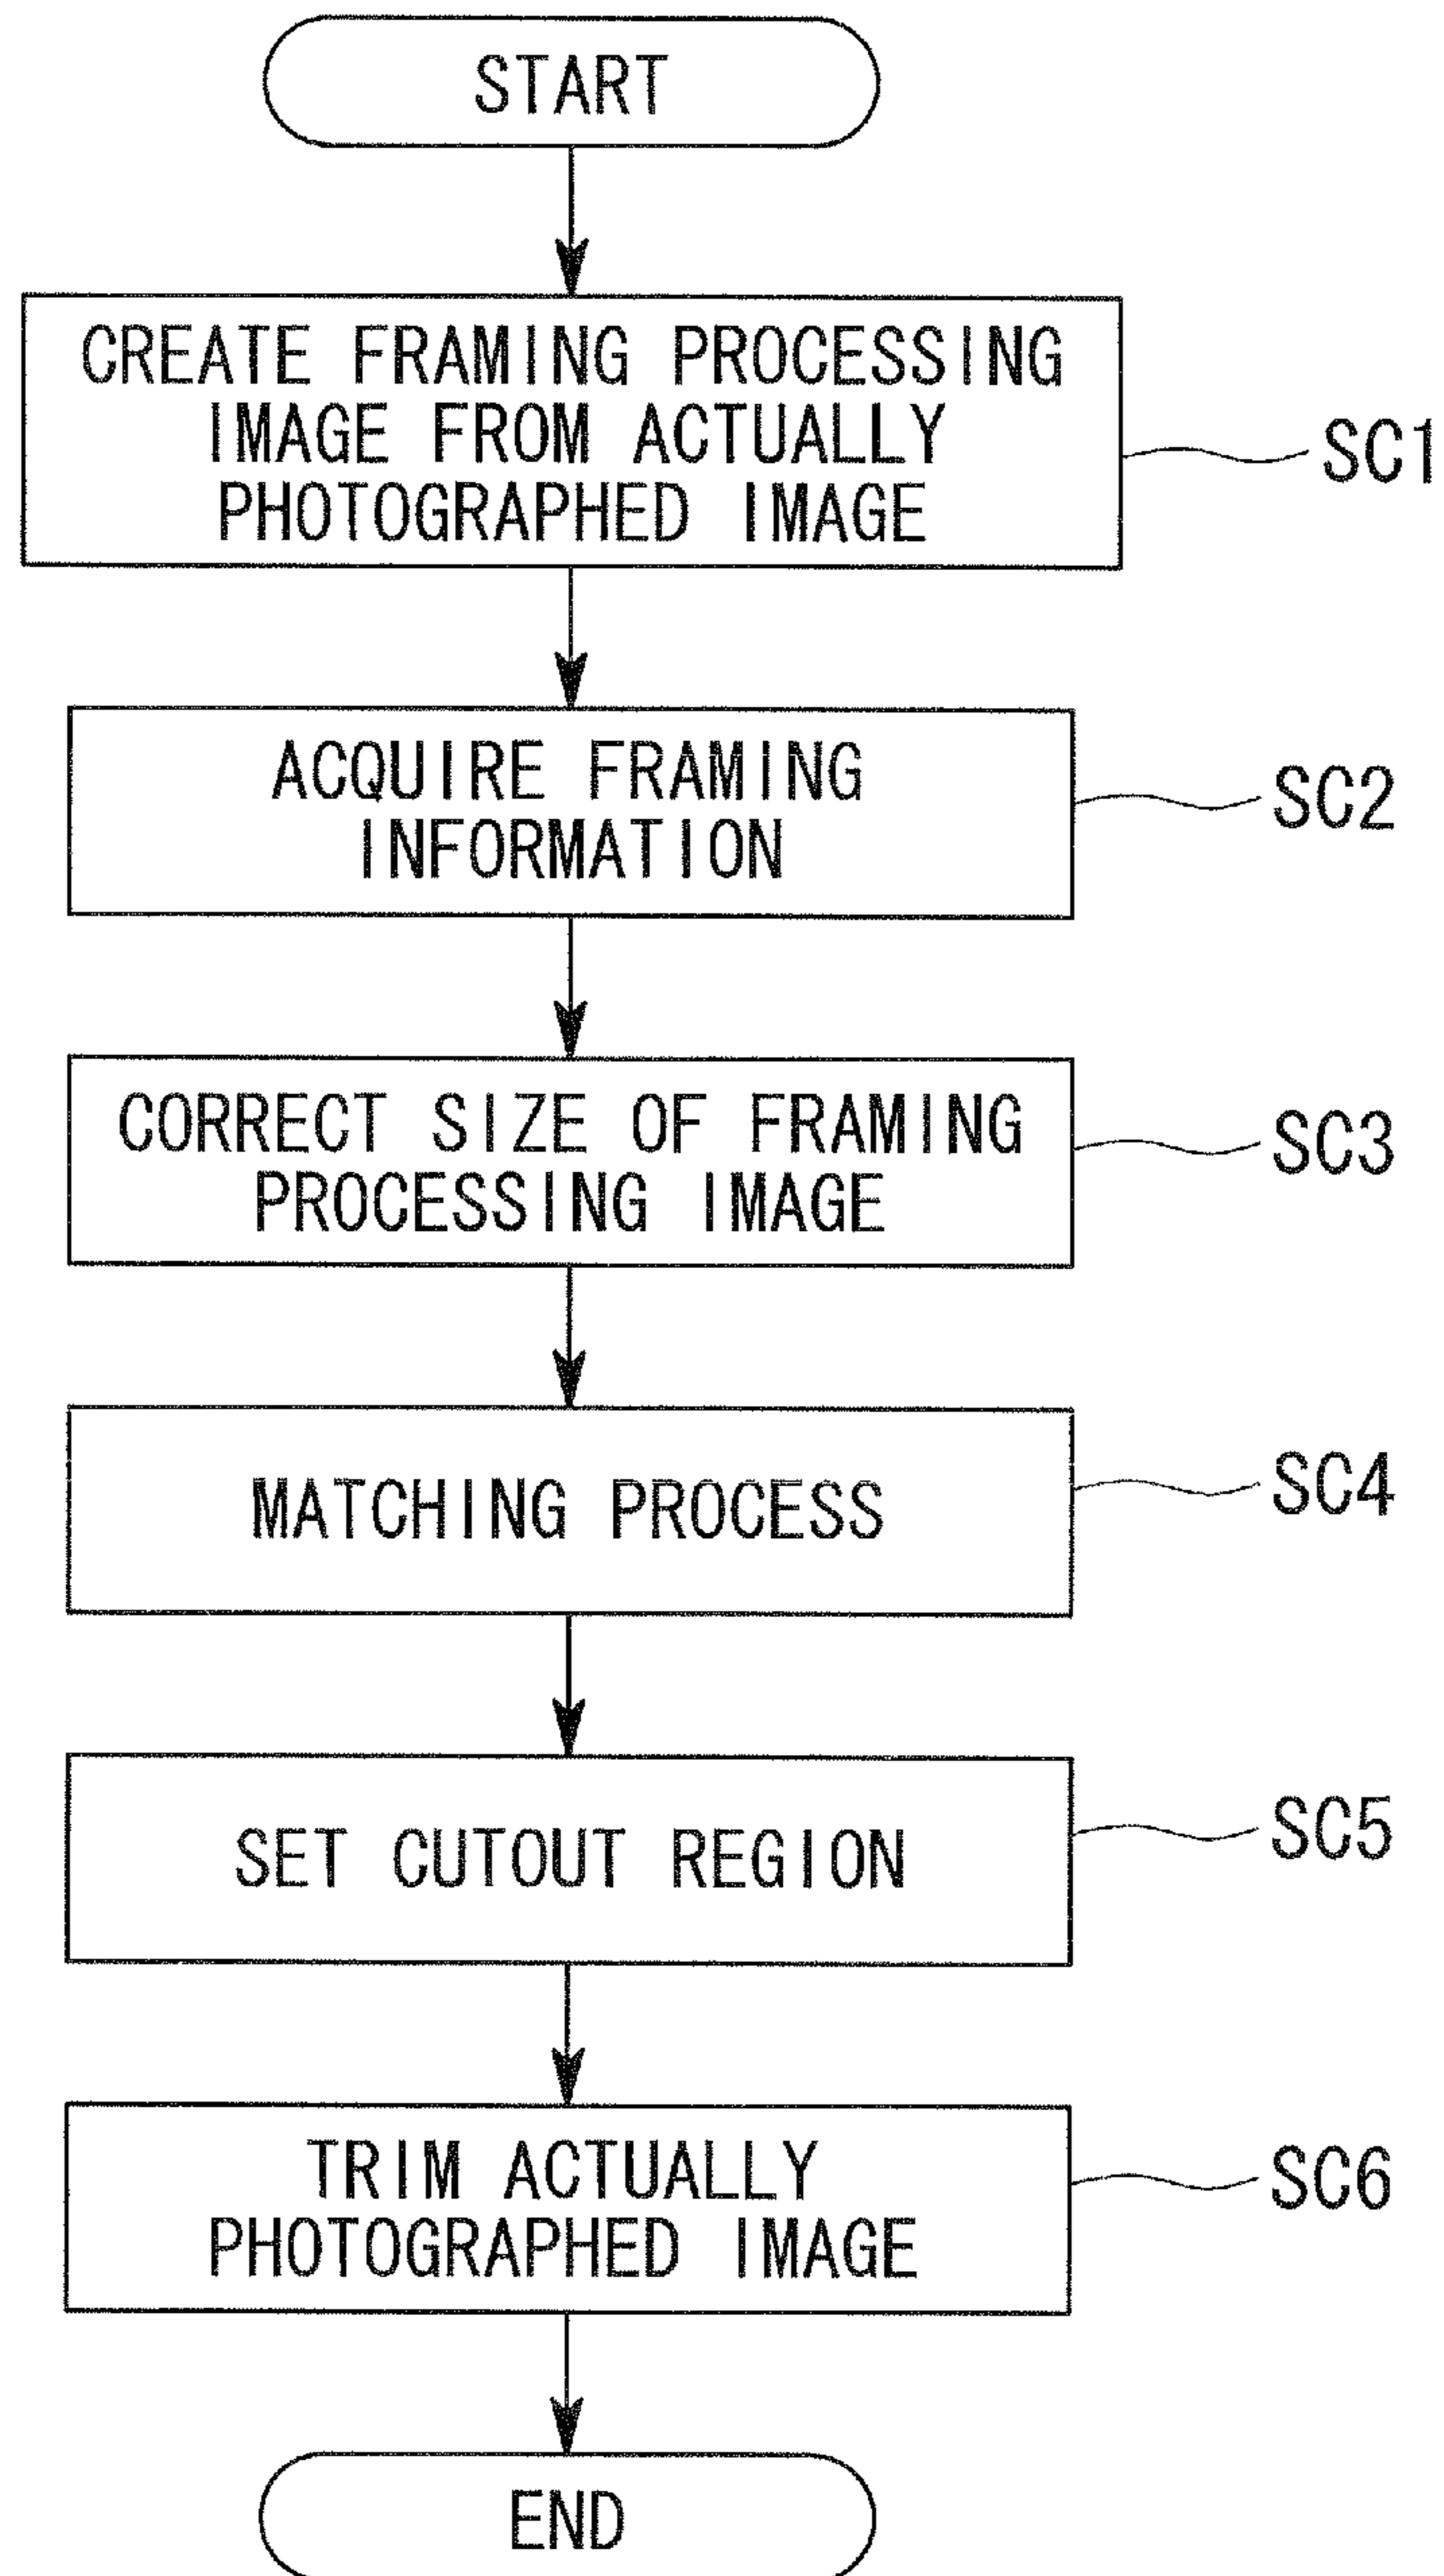 START
CREATE FRAMING PROCESSING
IMAGE FROM ACTUALLY
PHOTOGRAPHED IMAGE
SC1
ACQUIRE FRAMING
INFORMATION
SC2
CORRECT SIZE OF FRAMING
PROCESSING IMAGE
SC3
MATCHING PROCESS
SC4
SET CUTOUT REGION
SC5
TRIM ACTUALLY
PHOTOGRAPHED IMAGE
SC6
END